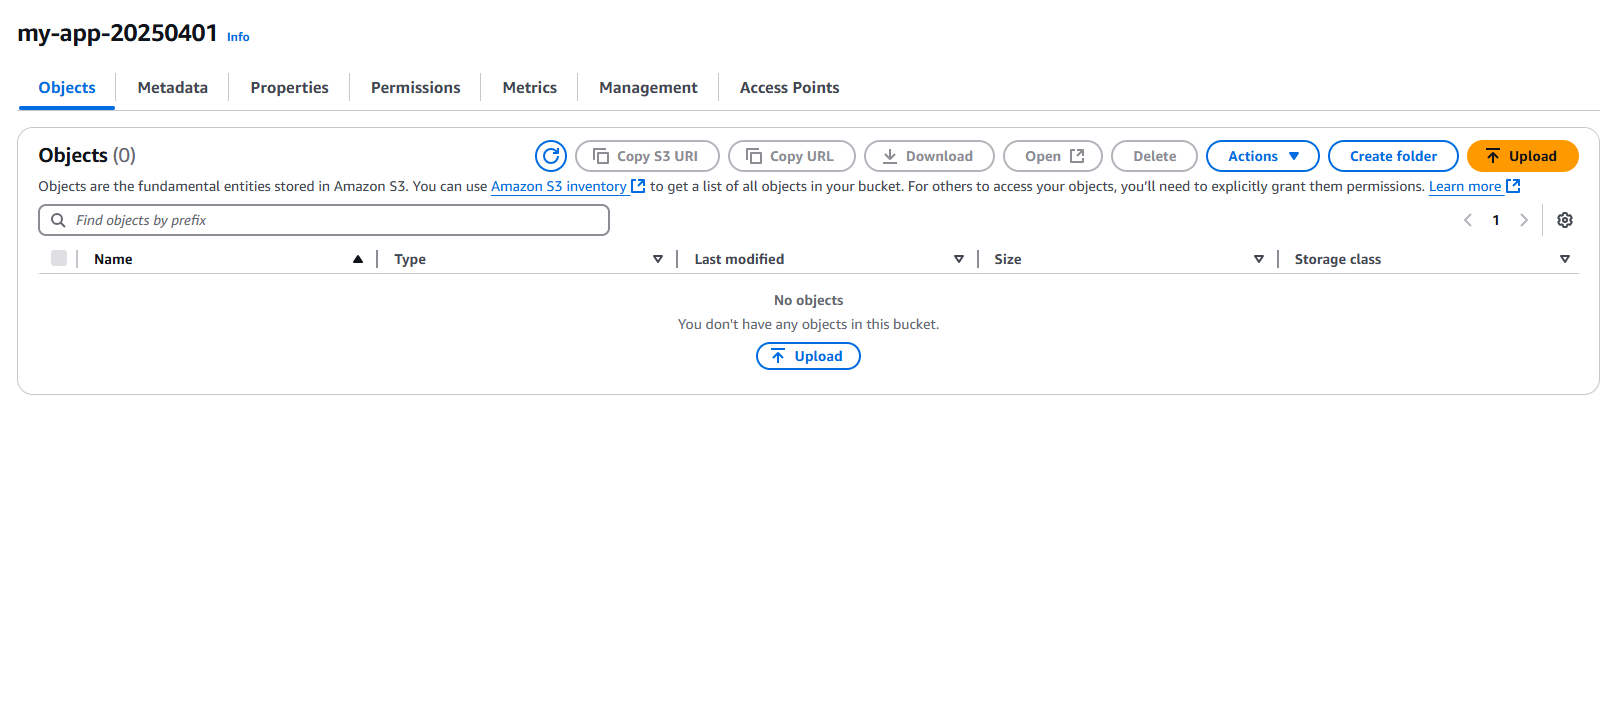 my-app-20250401 Info
Objects Metadata Properties Permissions Metrics Management Access Points
Objects (0) Copy S3 URI Copy URL Download Open Delete Actions Create folder Upload
Objects are the fundamental entities stored in Amazon S3. You can use Amazon S3 inventory to get a list of all objects in your bucket. For others to access your objects, you’ll need to explicitly grant them permissions. Learn more
Find objects by prefix 1
Name Type Last modified Size Storage class
No objects
You don't have any objects in this bucket.
Upload